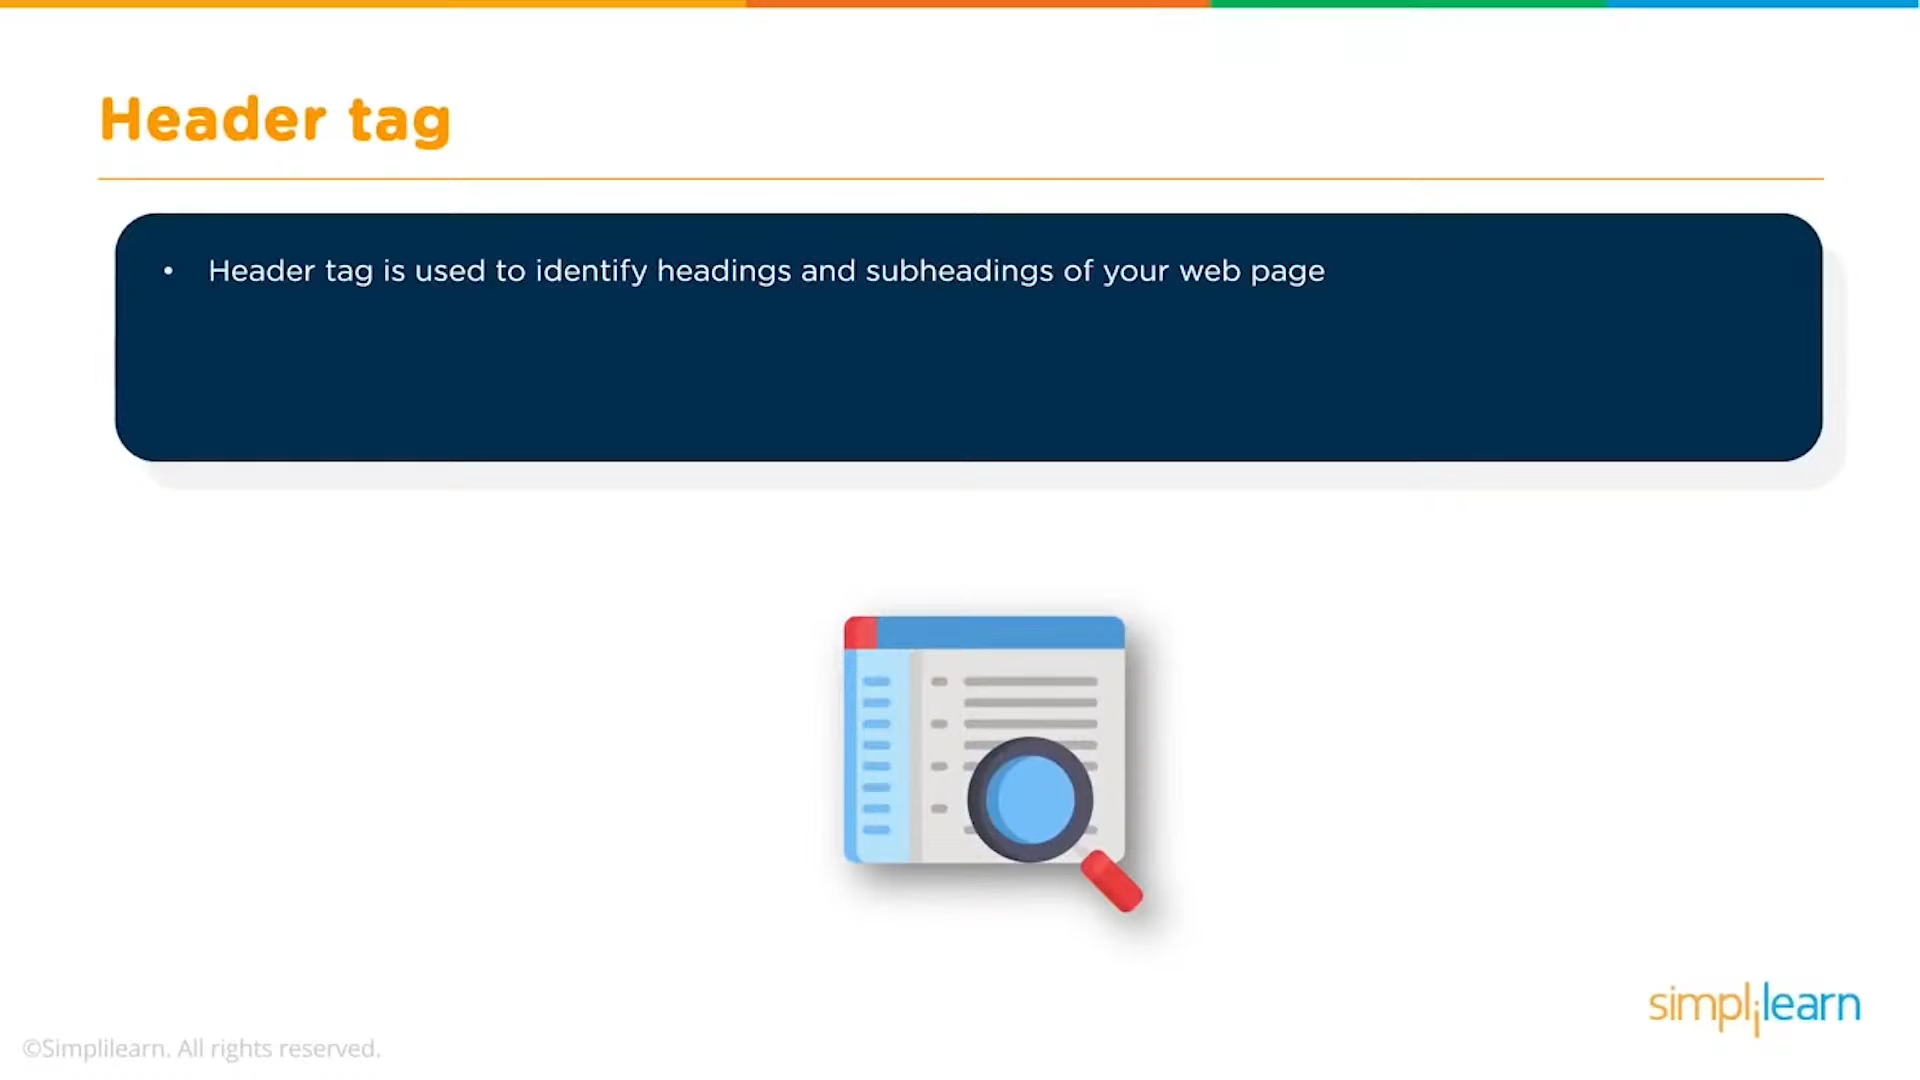 Header tag
• Header tag is used to identify headings and subheadings of your web page
simplilearn
©Simplilearn. All rights reserved.